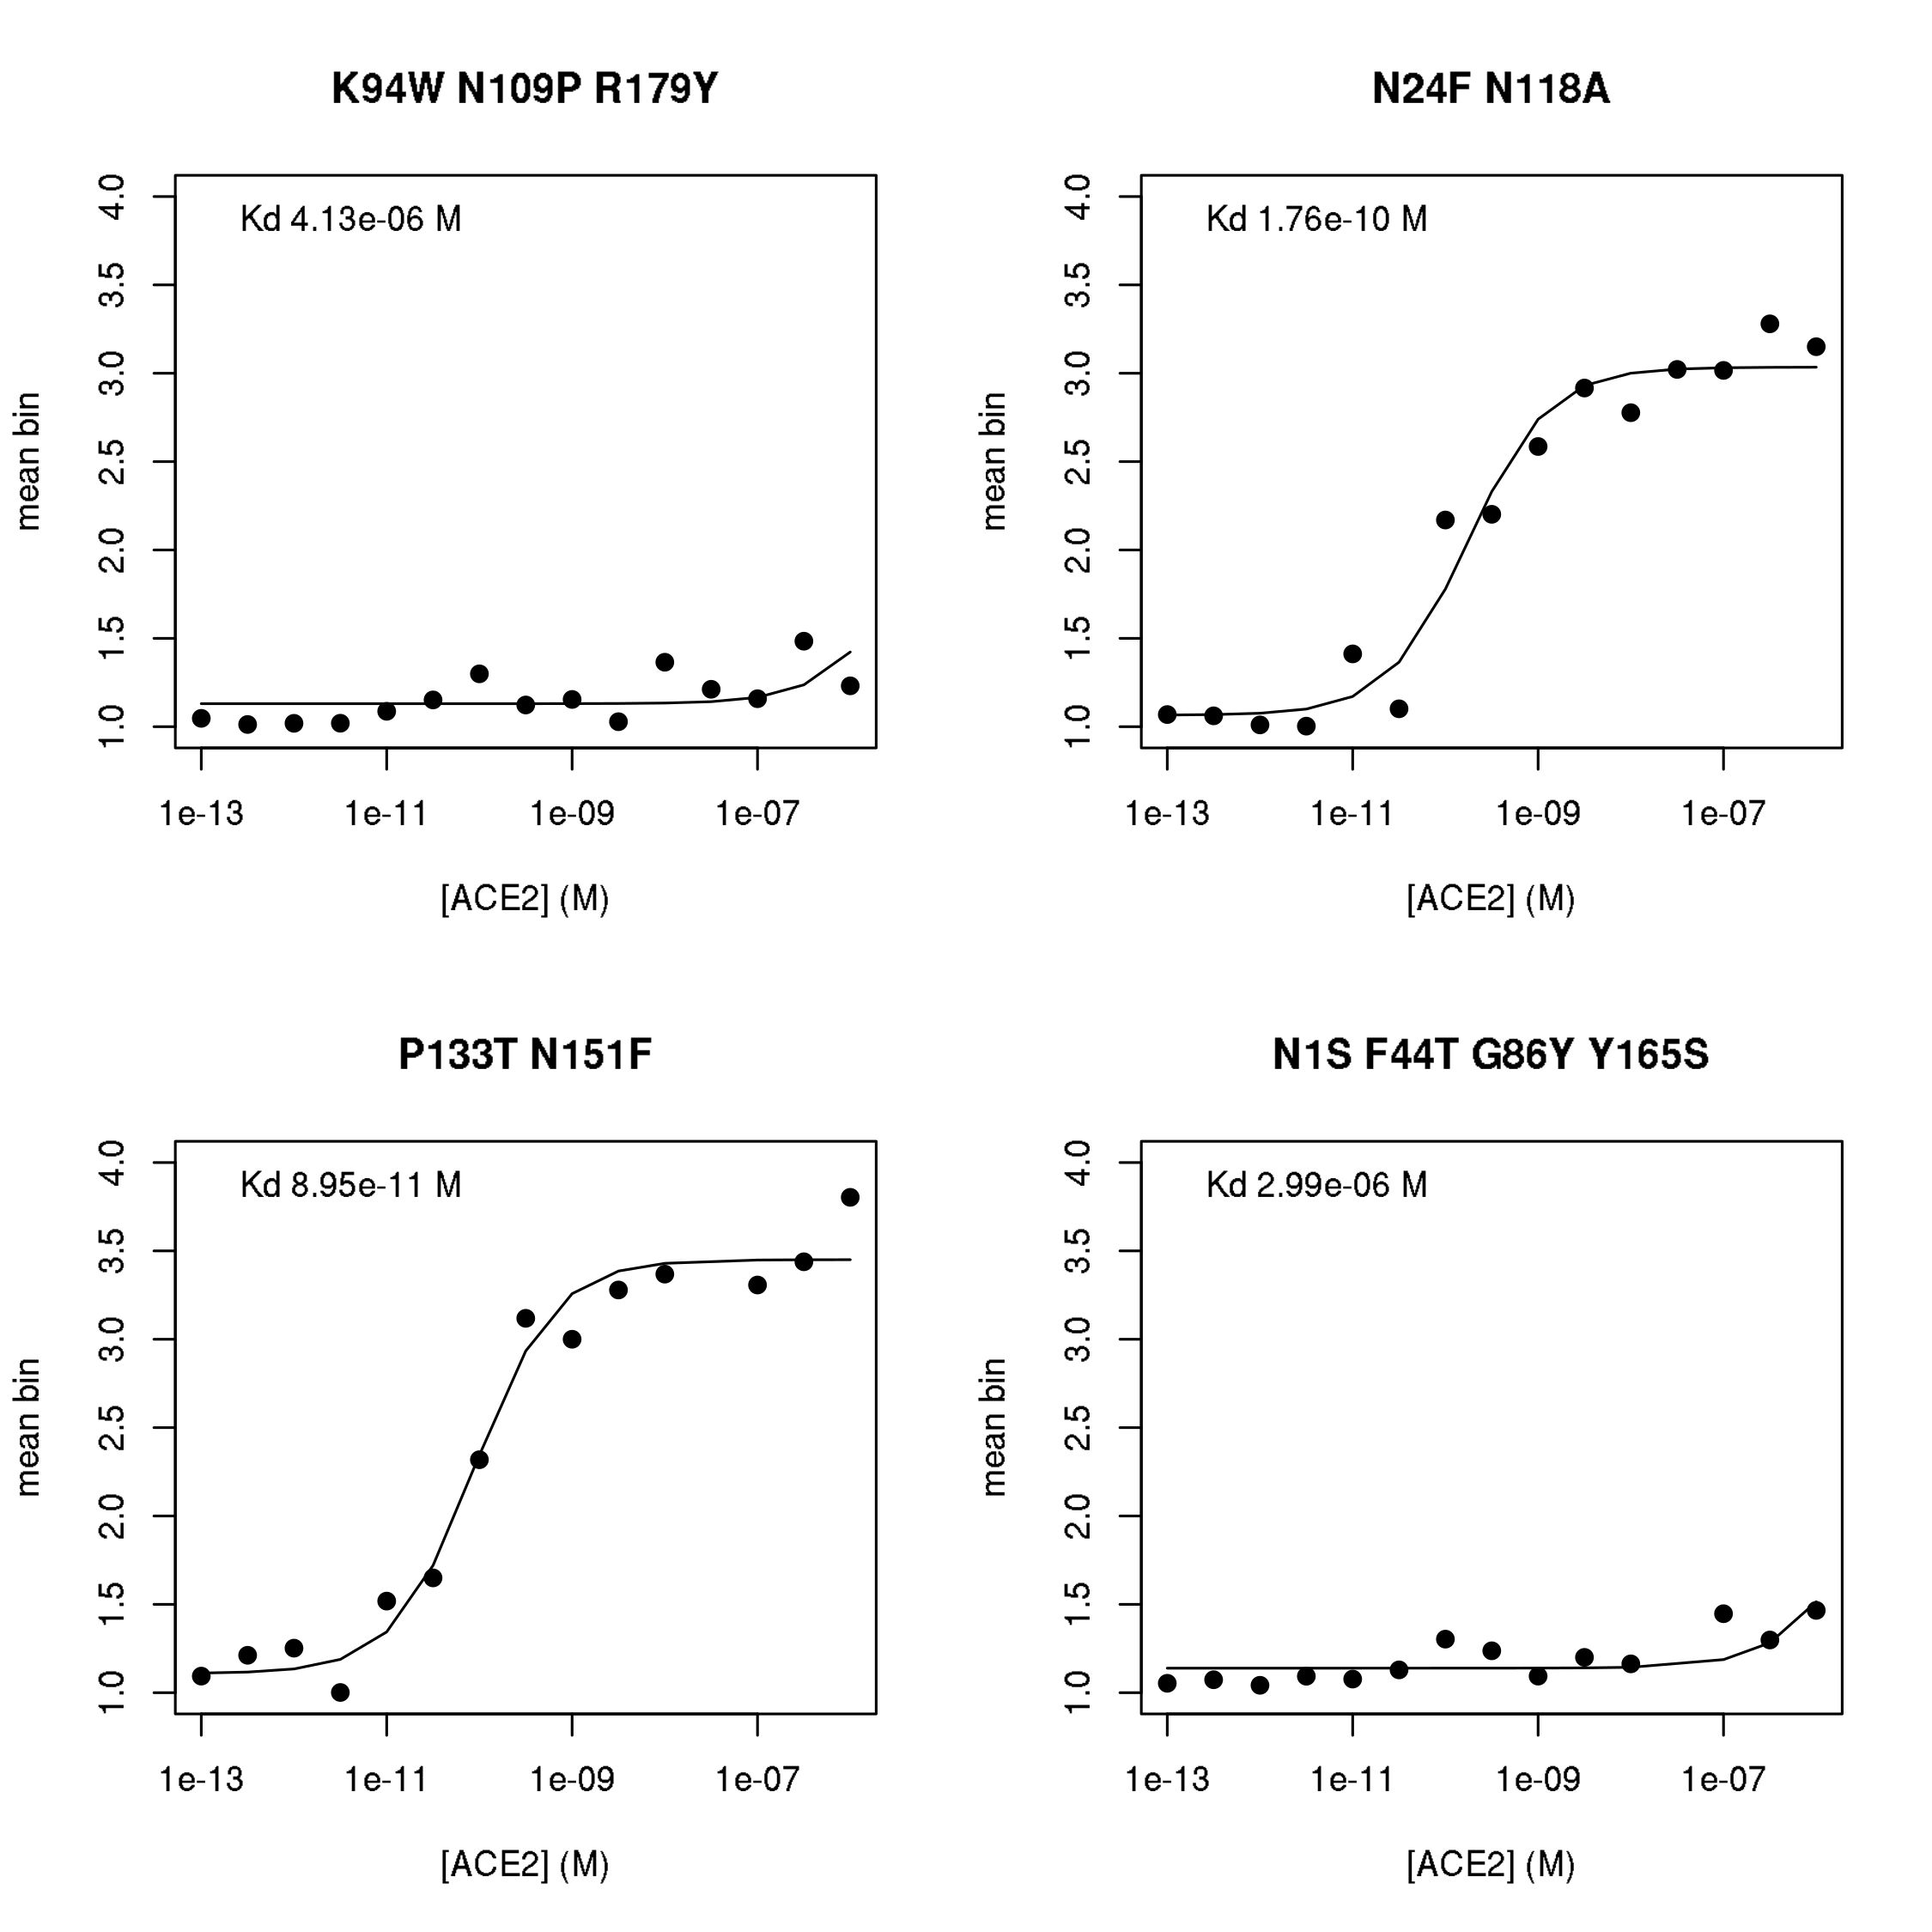 K94W N109P R179Y
Kd 4.13e-06 M
4.0
3.5
3.0
2.5
2.0
1.5
1.0
mean bin
1e-13 1e-11 1e-09 1e-07
[ACE2] (M)
N24F N118A
Kd 1.76e-10 M
4.0
3.5
3.0
2.5
2.0
1.5
1.0
mean bin
1e-13 1e-11 1e-09 1e-07
[ACE2] (M)
P133T N151F
Kd 8.95e-11 M
4.0
3.5
3.0
2.5
2.0
1.5
1.0
mean bin
1e-13 1e-11 1e-09 1e-07
[ACE2] (M)
N1S F44T G86Y Y165S
Kd 2.99e-06 M
4.0
3.5
3.0
2.5
2.0
1.5
1.0
mean bin
1e-13 1e-11 1e-09 1e-07
[ACE2] (M)